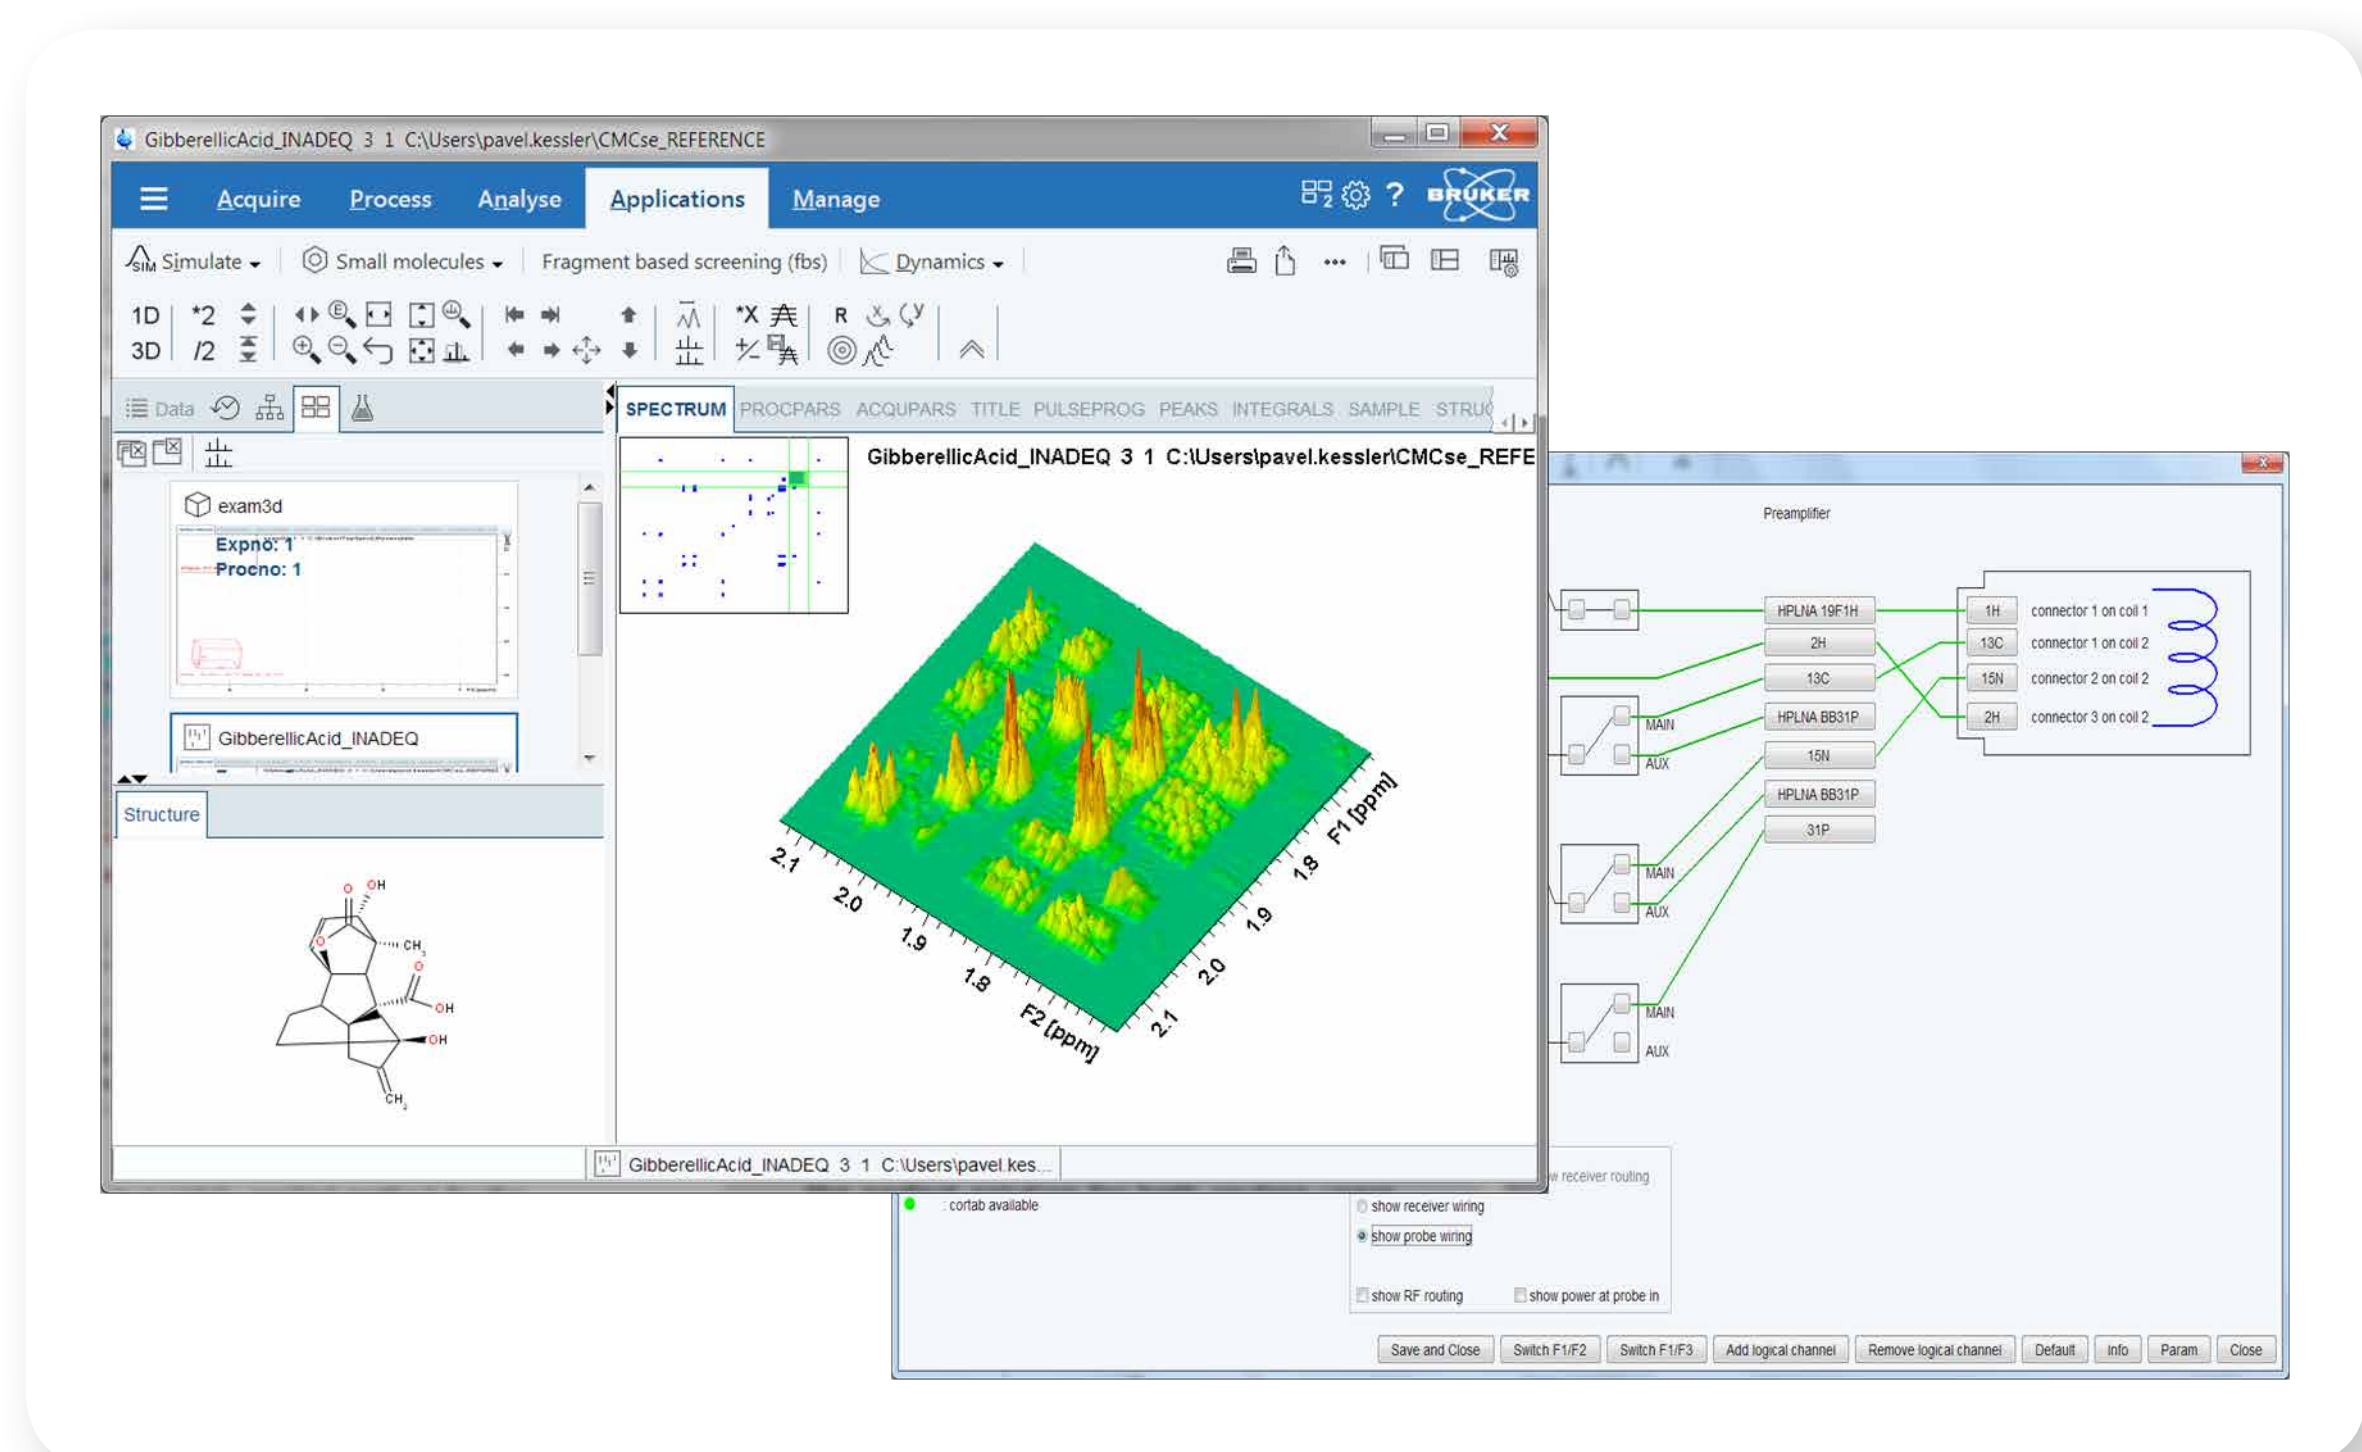 GibberellicAcid_INADEQ 3 1 C:\Users\pavel.kessler\CMCse_REFERENCE
Acquire Process Analyse Applications Manage
2 ? BRUKER
SIM Simulate Small molecules Fragment based screening (fbs) Dynamics
1D *2 E *X R x y
3D /2 +/-
Data
SPECTRUM PROCPARS ACQUPARS TITLE PULSEPROG PEAKS INTEGRALS SAMPLE STRUC
exam3d
Expno: 1
Procno: 1
GibberellicAcid_INADEQ
Structure
O OH
O CH3
O
OH
OH
CH2
GibberellicAcid_INADEQ 3 1 C:\Users\pavel.kessler\CMCse_REFE
2.1
2.0
1.9
1.8
F2 [ppm]
F1 [ppm]
1.8
1.9
2.0
2.1
GibberellicAcid_INADEQ 3 1 C:\Users\pavel.kes...
Preamplifier
HPLNA 19F1H 1H connector 1 on coil 1
2H 13C connector 1 on coil 2
13C 15N connector 2 on coil 2
MAIN HPLNA BB31P 2H connector 3 on coil 2
AUX 15N
HPLNA BB31P
31P
MAIN
AUX
MAIN
AUX
receiver routing
: cortab available
show receiver wiring
show probe wiring
show RF routing show power at probe in
Save and Close Switch F1/F2 Switch F1/F3 Add logical channel Remove logical channel Default Info Param Close